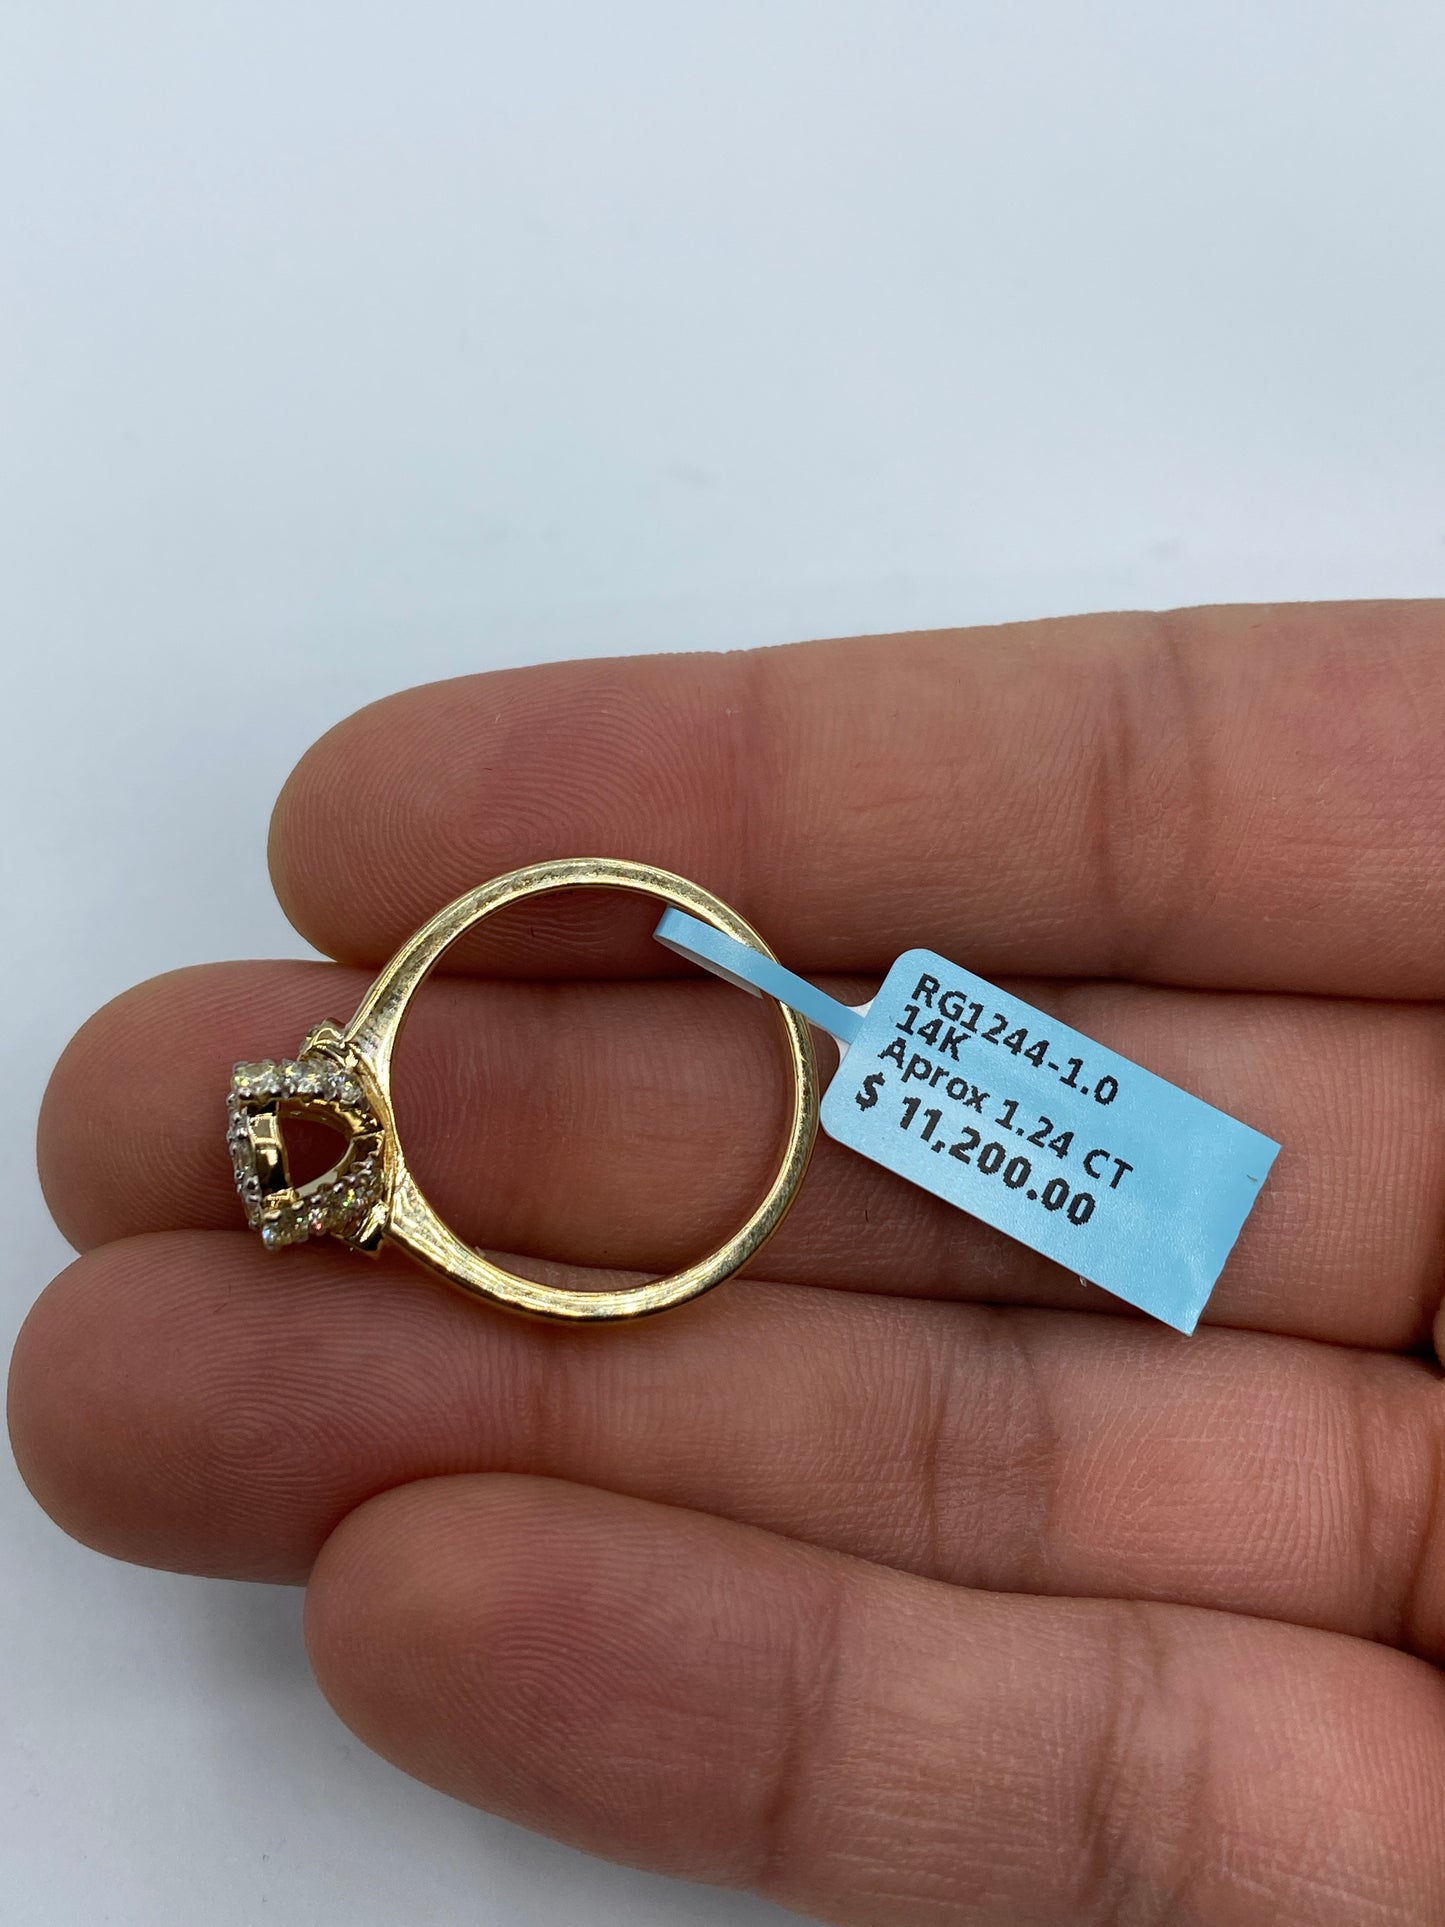 RG1244-1.0
14K
Aprox 1.24 CT
$ 11,200.00